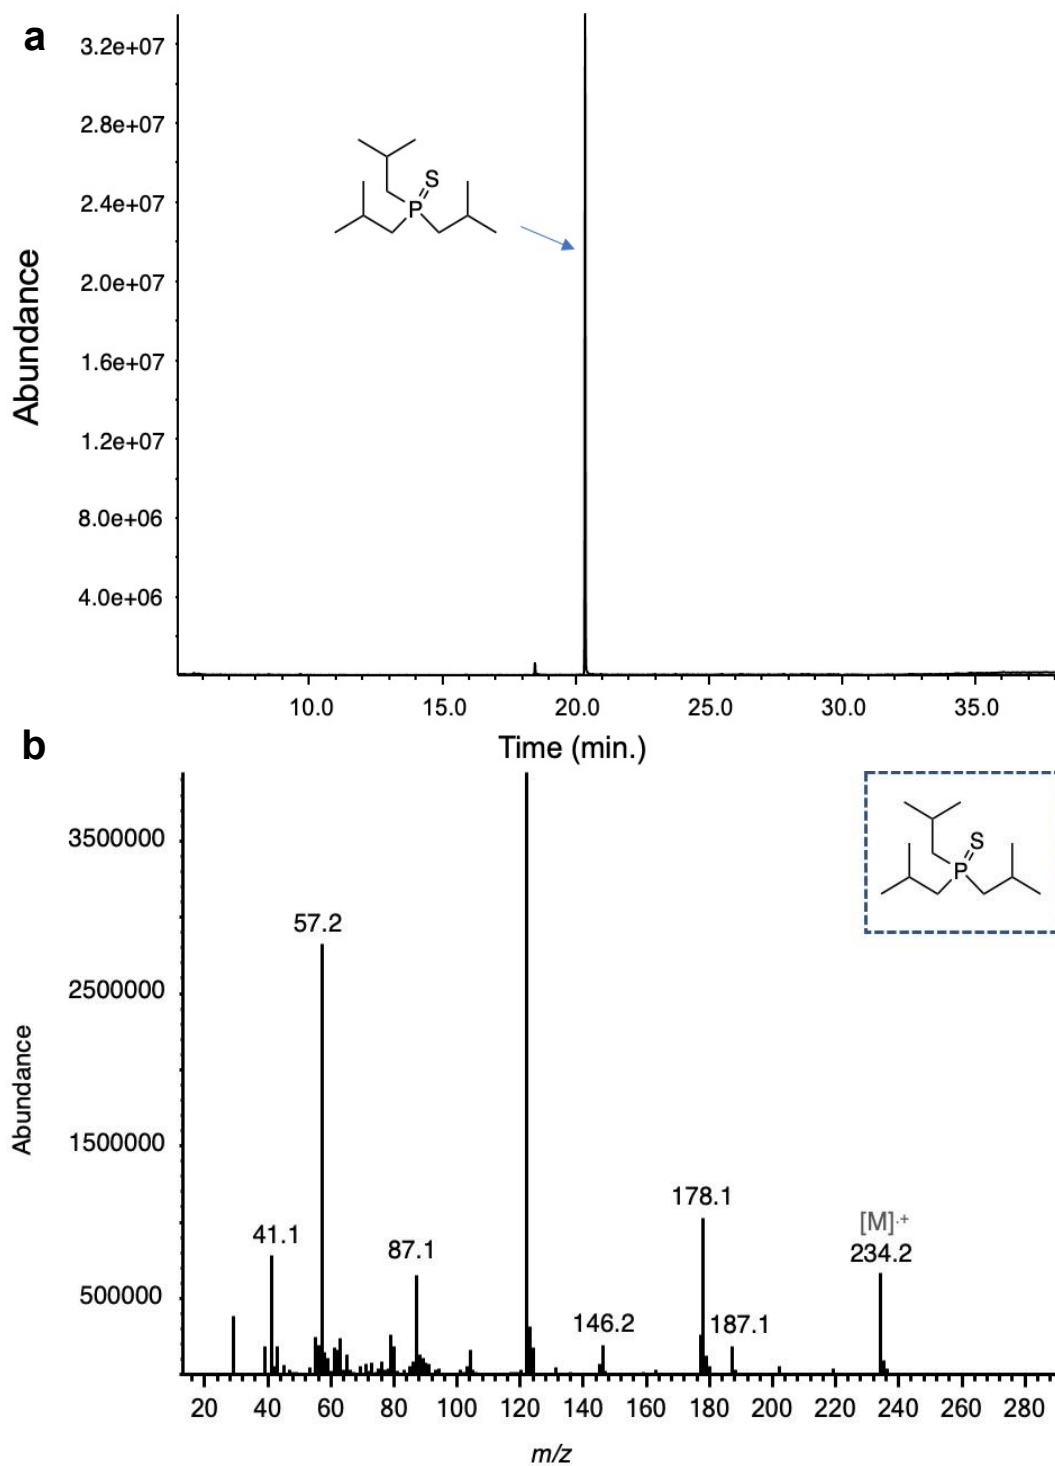 a
Abundance
3.2e+07
2.8e+07
2.4e+07
2.0e+07
1.6e+07
1.2e+07
8.0e+06
4.0e+06
S
P
10.0 15.0 20.0 25.0 30.0 35.0
Time (min.)
b
Abundance
3500000
2500000
1500000
500000
S
P
57.2
41.1
87.1
146.2
178.1
187.1
[M]·+
234.2
20 40 60 80 100 120 140 160 180 200 220 240 260 280
m/z